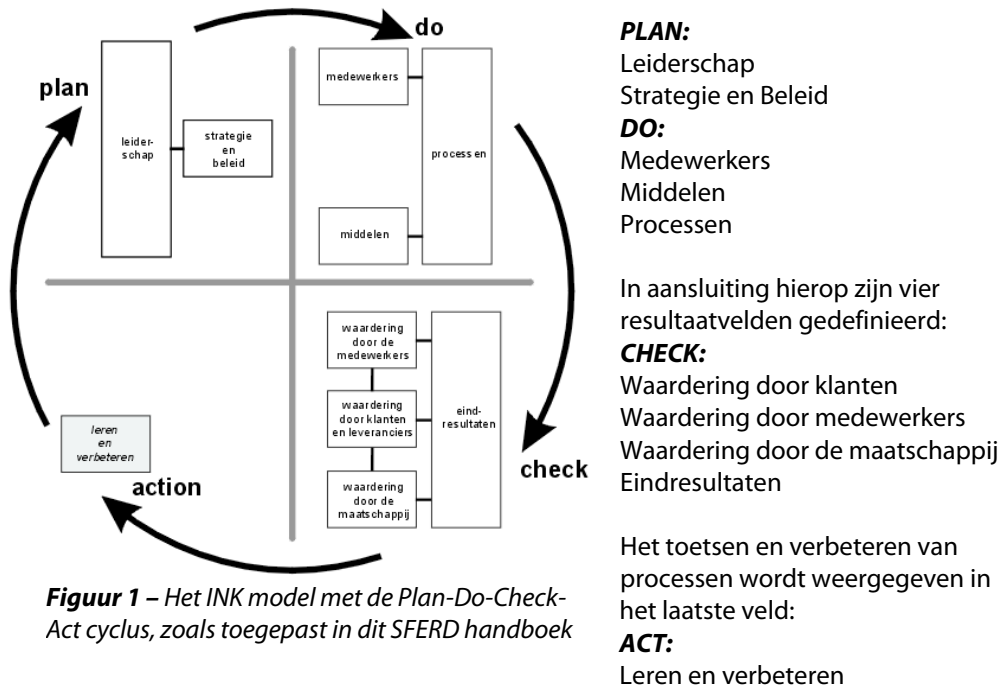 do
plan
medewerkers
leider-
schap
strategie
en
beleid
processen
middelen
waardering
door de
medewerkers
waardering
door klanten
en leveranciers
eind-
resultaten
waardering
door de
maatschappij
check
leren
en
verbeteren
action
Figuur 1 – Het INK model met de Plan-Do-Check-
Act cyclus, zoals toegepast in dit SFERD handboek
PLAN:
Leiderschap
Strategie en Beleid
DO:
Medewerkers
Middelen
Processen
In aansluiting hierop zijn vier
resultaatvelden gedefinieerd:
CHECK:
Waardering door klanten
Waardering door medewerkers
Waardering door de maatschappij
Eindresultaten
Het toetsen en verbeteren van
processen wordt weergegeven in
het laatste veld:
ACT:
Leren en verbeteren